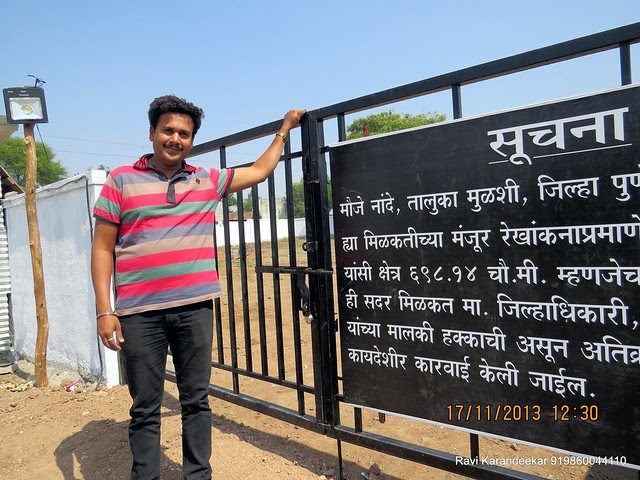 सूचना
मौजे नांदे, तालुका मुळशी, जिल्हा
ह्या मिळकतीच्या मंजूर रेखांकनाप्रमाणे
यांसी क्षेत्र ६९८.१४ चौ.मी. म्हणजेच
ही सदर मिळकत मा. जिल्हाधिकारी,
यांच्या मालकी हक्काची असून
कायदेशीर कारवाई केली जाईल.
17/11/2013 12:30
Ravi Karandeekar 919860044110